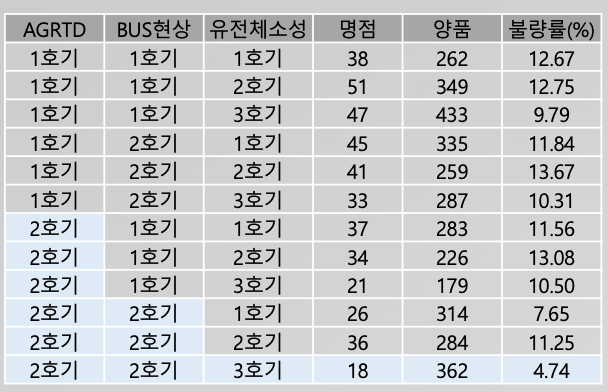 AGRTD BUS현상 유전체소성 명점 양품 불량률(%)
1호기 1호기 1호기 38 262 12.67
1호기 1호기 2호기 51 349 12.75
1호기 1호기 3호기 47 433 9.79
1호기 2호기 1호기 45 335 11.84
1호기 2호기 2호기 41 259 13.67
1호기 2호기 3호기 33 287 10.31
2호기 1호기 1호기 37 283 11.56
2호기 1호기 2호기 34 226 13.08
2호기 1호기 3호기 21 179 10.50
2호기 2호기 1호기 26 314 7.65
2호기 2호기 2호기 36 284 11.25
2호기 2호기 3호기 18 362 4.74